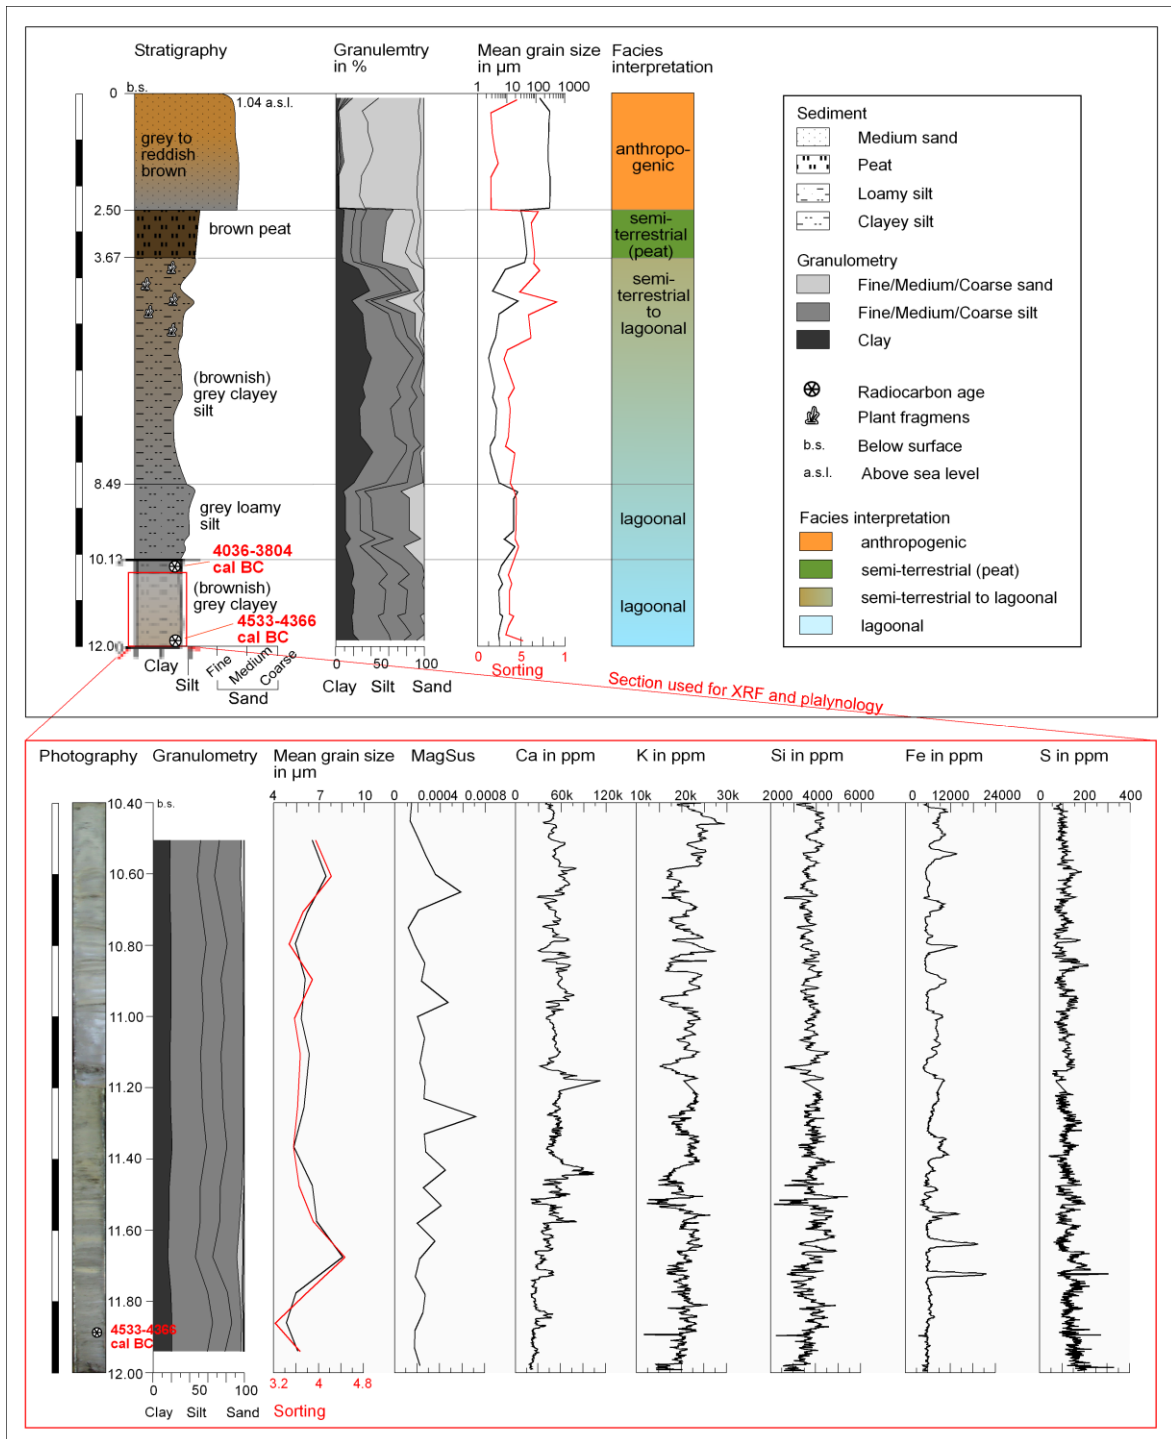 Stratigraphy
Granulemtry
in %
Mean grain size
in µm
Facies
interpretation
b.s.
1 10 100 1000
0
1.04 a.s.l.
grey to
reddish
brown
anthropo-
genic
2.50
brown peat
semi-
terrestrial
(peat)
3.67
semi-
terrestrial
to
lagoonal
(brownish)
grey clayey
silt
8.49
grey loamy
silt
lagoonal
10.13
4036-3804
cal BC
(brownish)
grey clayey
4533-4366
cal BC
lagoonal
12.00
Clay
Silt
Fine
Medium
Coarse
Sand
0 50 100
Clay Silt Sand
0 5 1
Sorting
Section used for XRF and plalynology
Sediment
Medium sand
Peat
Loamy silt
Clayey silt
Granulometry
Fine/Medium/Coarse sand
Fine/Medium/Coarse silt
Clay
Radiocarbon age
Plant fragmens
b.s. Below surface
a.s.l. Above sea level
Facies interpretation
anthropogenic
semi-terrestrial (peat)
semi-terrestrial to lagoonal
lagoonal
Photography
Granulometry
Mean grain size
in µm
MagSus
Ca in ppm
K in ppm
Si in ppm
Fe in ppm
S in ppm
4 7 10
0 0.0004 0.0008
0 60k 120k
10k 20k 30k
2000 4000 6000
0 12000 24000
0 200 400
b.s.
10.40
10.60
10.80
11.00
11.20
11.40
11.60
11.80
4533-4366
cal BC
12.00
0 50 100
Clay Silt Sand
3.2 4 4.8
Sorting